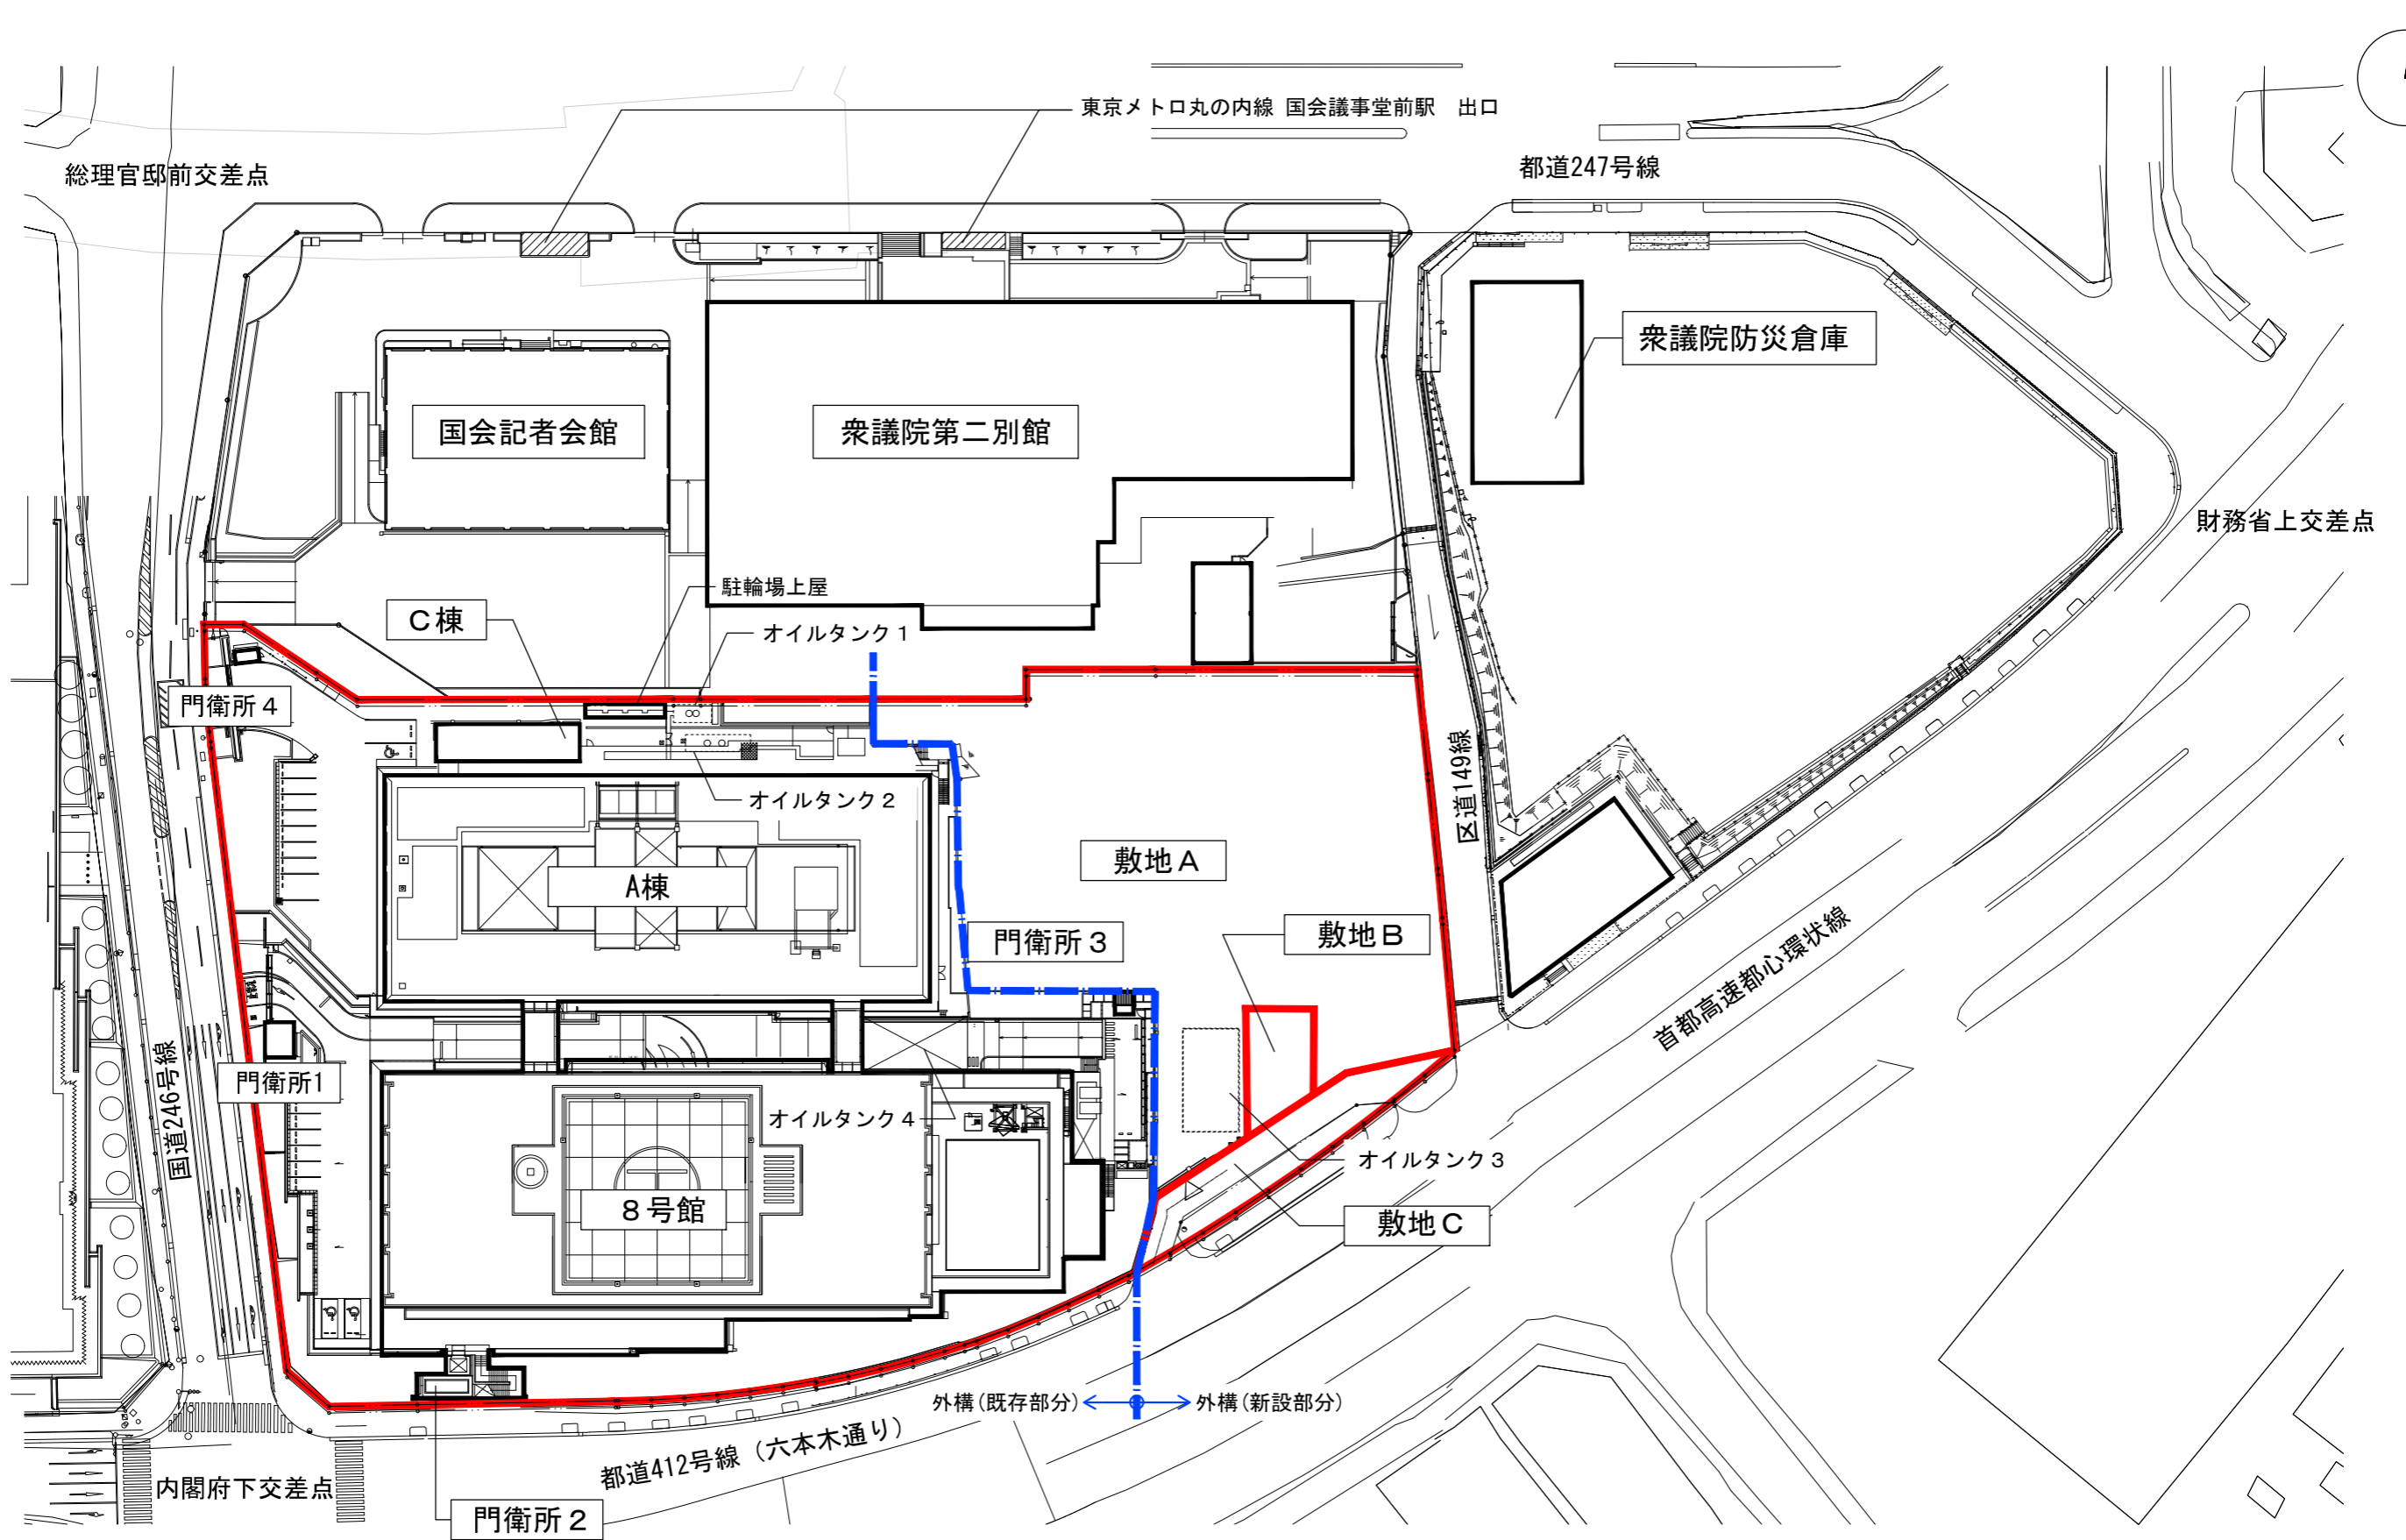 東京メトロ丸の内線 国会議事堂前駅　出口
都道247号線
総理官邸前交差点
衆議院防災倉庫
国会記者会館
衆議院第二別館
財務省上交差点
駐輪場上屋
C棟
オイルタンク１
門衛所４
オイルタンク２
区道149線
敷地A
A棟
門衛所３
敷地B
首都高速都心環状線
国道246号線
門衛所1
オイルタンク４
オイルタンク３
８号館
敷地C
外構(既存部分)
外構(新設部分)
都道412号線（六本木通り）
内閣府下交差点
門衛所２